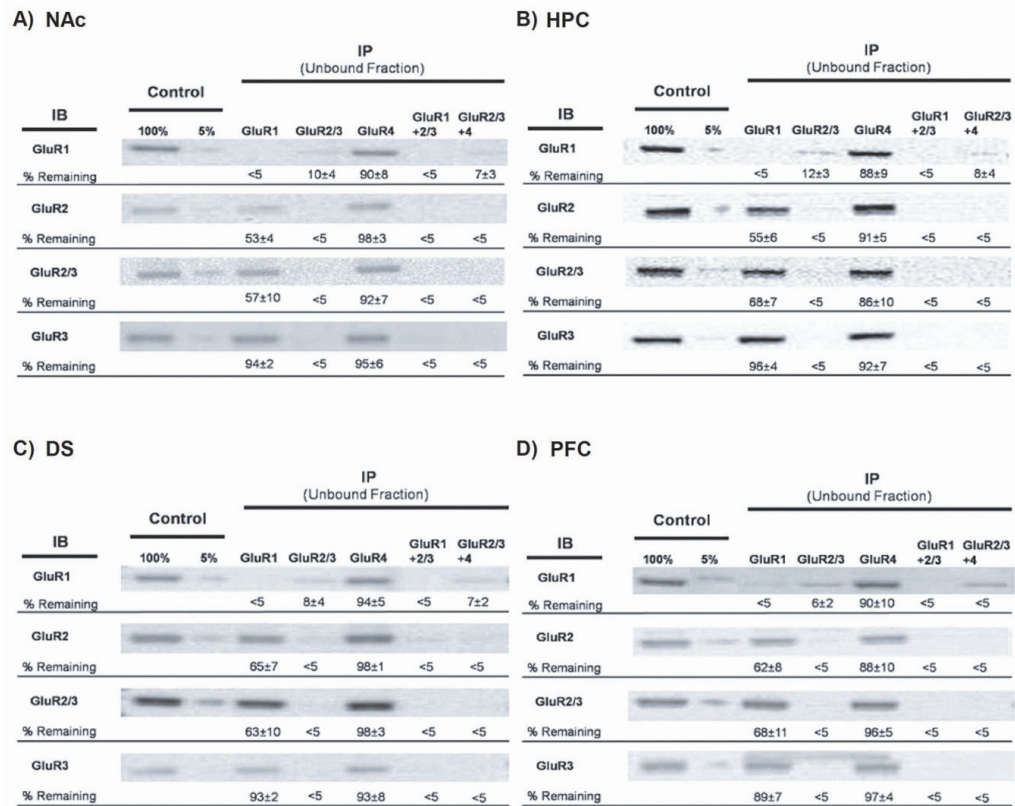 A) NAc
IP
(Unbound Fraction)
Control
IB
100% 5% GluR1 GluR2/3 GluR4 GluR1 +2/3 GluR2/3 +4
GluR1
% Remaining <5 10±4 90±8 <5 7±3
GluR2
% Remaining 53±4 <5 98±3 <5 <5
GluR2/3
% Remaining 57±10 <5 92±7 <5 <5
GluR3
% Remaining 94±2 <5 95±6 <5 <5
B) HPC
IP
(Unbound Fraction)
Control
IB
100% 5% GluR1 GluR2/3 GluR4 GluR1 +2/3 GluR2/3 +4
GluR1
% Remaining <5 12±3 88±9 <5 8±4
GluR2
% Remaining 55±6 <5 91±5 <5 <5
GluR2/3
% Remaining 68±7 <5 86±10 <5 <5
GluR3
% Remaining 96±4 <5 92±7 <5 <5
C) DS
IP
(Unbound Fraction)
Control
IB
100% 5% GluR1 GluR2/3 GluR4 GluR1 +2/3 GluR2/3 +4
GluR1
% Remaining <5 8±4 94±5 <5 7±2
GluR2
% Remaining 65±7 <5 98±1 <5 <5
GluR2/3
% Remaining 63±10 <5 98±3 <5 <5
GluR3
% Remaining 93±2 <5 93±8 <5 <5
D) PFC
IP
(Unbound Fraction)
Control
IB
100% 5% GluR1 GluR2/3 GluR4 GluR1 +2/3 GluR2/3 +4
GluR1
% Remaining <5 6±2 90±10 <5 <5
GluR2
% Remaining 62±8 <5 88±10 <5 <5
GluR2/3
% Remaining 68±11 <5 96±5 <5 <5
GluR3
% Remaining 89±7 <5 97±4 <5 <5